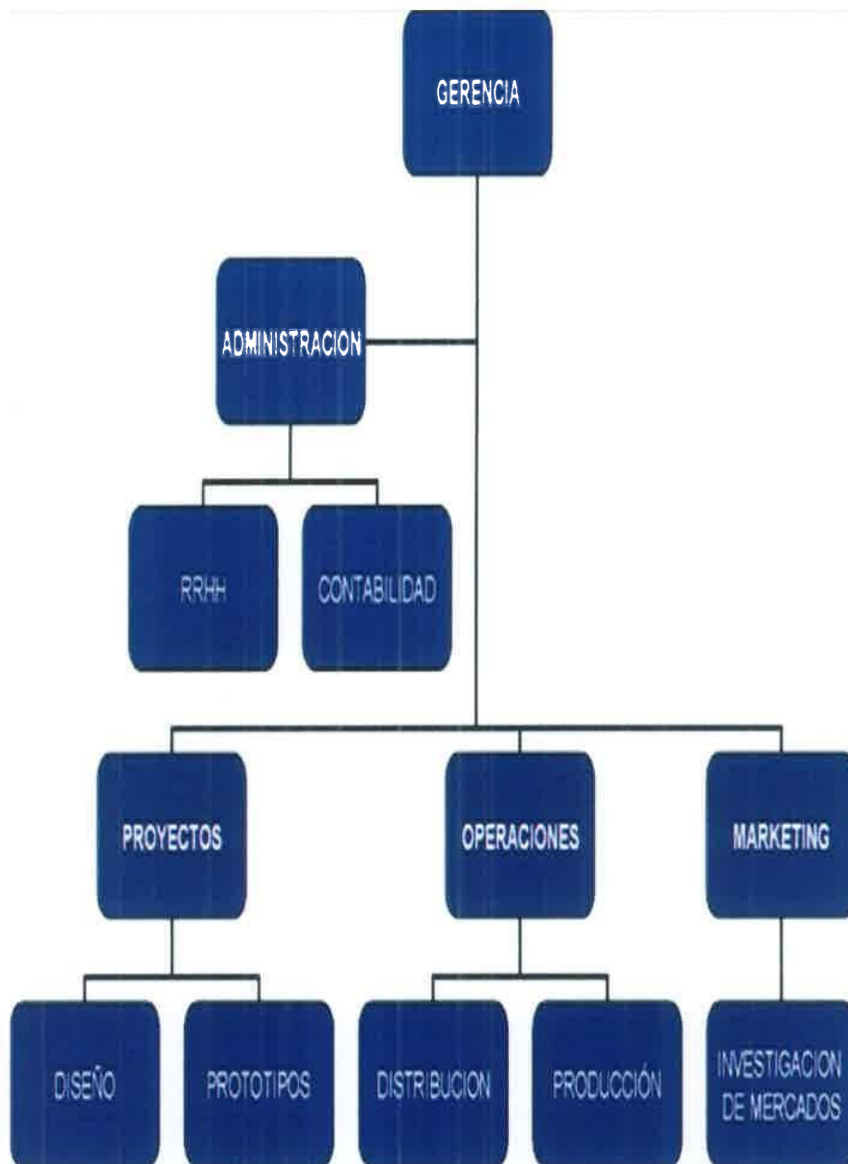 GERENCIA
ADMINISTRACION
RRHH
CONTABILIDAD
PROYECTOS
OPERACIONES
MARKETING
DISEÑO
PROTOTIPOS
DISTRIBUCION
PRODUCCIÓN
INVESTIGACION
DE MERCADOS